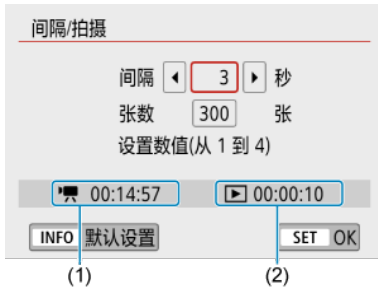 间隔/拍摄
间隔 3 秒
张数 300 张
设置数值(从 1 到 4)
00:14:57 00:00:10
INFO 默认设置 SET OK
(1) (2)